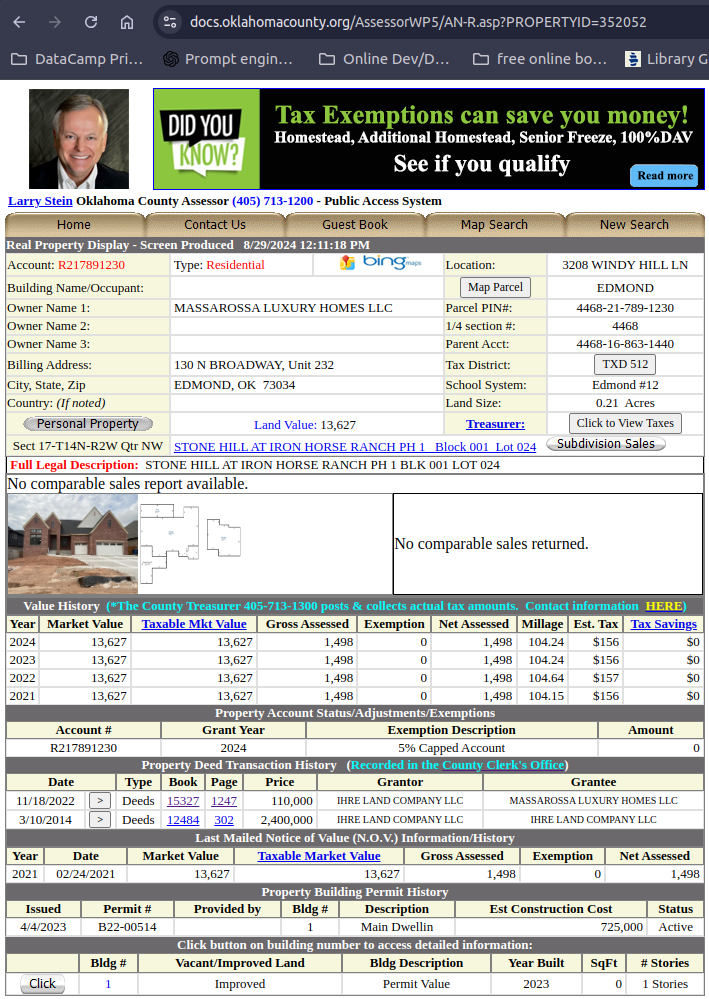 docs.oklahomacounty.org/AssessorWP5/AN-R.asp?PROPERTYID=352052
DataCamp Pri... Prompt engin... Online Dev/D... free online bo... Library G
DID YOU KNOW?
Tax Exemptions can save you money!
Homestead, Additional Homestead, Senior Freeze, 100%DAV
See if you qualify
Read more
Larry Stein Oklahoma County Assessor (405) 713-1200 - Public Access System
Home Contact Us Guest Book Map Search New Search
Real Property Display - Screen Produced 8/29/2024 12:11:18 PM
Account: R217891230 Type: Residential bing maps Location: 3208 WINDY HILL LN
Building Name/Occupant: Map Parcel EDMOND
Owner Name 1: MASSAROSSA LUXURY HOMES LLC Parcel PIN#: 4468-21-789-1230
Owner Name 2: 1/4 section #: 4468
Owner Name 3: Parent Acct: 4468-16-863-1440
Billing Address: 130 N BROADWAY, Unit 232 Tax District: TXD 512
City, State, Zip EDMOND, OK 73034 School System: Edmond #12
Country: (If noted) Land Size: 0.21 Acres
Personal Property Land Value: 13,627 Treasurer: Click to View Taxes
Sect 17-T14N-R2W Qtr NW STONE HILL AT IRON HORSE RANCH PH 1 Block 001 Lot 024 Subdivision Sales
Full Legal Description: STONE HILL AT IRON HORSE RANCH PH 1 BLK 001 LOT 024
No comparable sales report available.
No comparable sales returned.
Value History (*The County Treasurer 405-713-1300 posts & collects actual tax amounts. Contact information HERE)
Year Market Value Taxable Mkt Value Gross Assessed Exemption Net Assessed Millage Est. Tax Tax Savings
2024 13,627 13,627 1,498 0 1,498 104.24 $156 $0
2023 13,627 13,627 1,498 0 1,498 104.24 $156 $0
2022 13,627 13,627 1,498 0 1,498 104.64 $157 $0
2021 13,627 13,627 1,498 0 1,498 104.15 $156 $0
Property Account Status/Adjustments/Exemptions
Account # Grant Year Exemption Description Amount
R217891230 2024 5% Capped Account 0
Property Deed Transaction History (Recorded in the County Clerk's Office)
Date Type Book Page Price Grantor Grantee
11/18/2022 > Deeds 15327 1247 110,000 IHRE LAND COMPANY LLC MASSAROSSA LUXURY HOMES LLC
3/10/2014 > Deeds 12484 302 2,400,000 IHRE LAND COMPANY LLC IHRE LAND COMPANY LLC
Last Mailed Notice of Value (N.O.V.) Information/History
Year Date Market Value Taxable Market Value Gross Assessed Exemption Net Assessed
2021 02/24/2021 13,627 13,627 1,498 0 1,498
Property Building Permit History
Issued Permit # Provided by Bldg # Description Est Construction Cost Status
4/4/2023 B22-00514 1 Main Dwellin 725,000 Active
Click button on building number to access detailed information:
Bldg # Vacant/Improved Land Bldg Description Year Built SqFt # Stories
Click 1 Improved Permit Value 2023 0 1 Stories